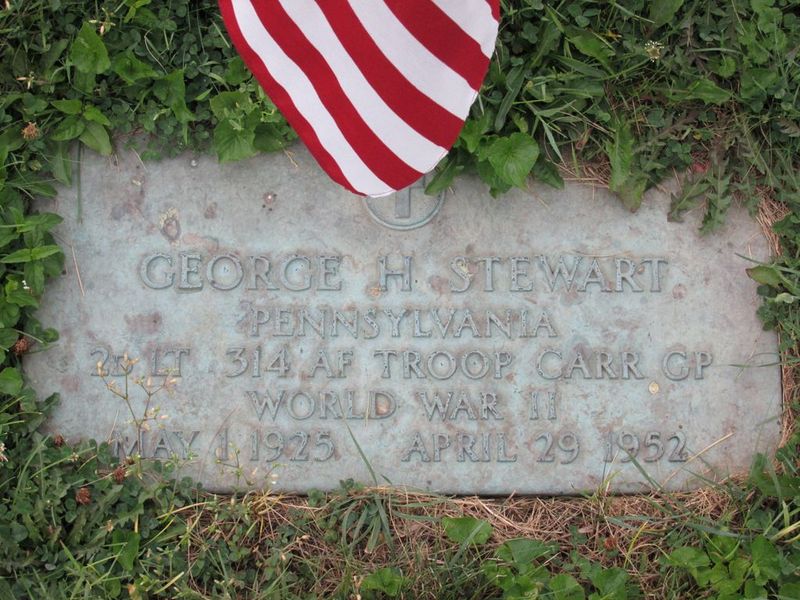 GEORGE H STEWART
PENNSYLVANIA
2D LT 314 AF TROOP CARR GP
WORLD WAR II
MAY 1 1925 APRIL 29 1952